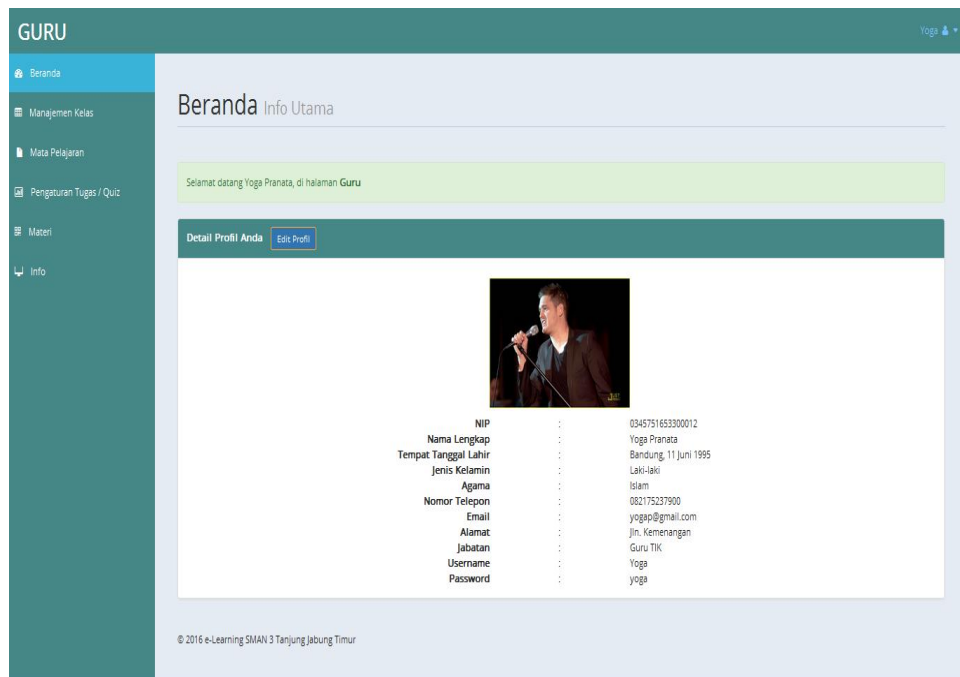 GURU
Yoga
Beranda
Manajemen Kelas
Mata Pelajaran
Pengaturan Tugas / Quiz
Materi
Info
Beranda Info Utama
Selamat datang Yoga Pranata, di halaman Guru
Detail Profil Anda Edit Profil
NIP : 0345751653300012
Nama Lengkap : Yoga Pranata
Tempat Tanggal Lahir : Bandung, 11 Juni 1995
Jenis Kelamin : Laki-laki
Agama : Islam
Nomor Telepon : 082175237900
Email : yogap@gmail.com
Alamat : Jln. Kemenangan
Jabatan : Guru TIK
Username : Yoga
Password : yoga
© 2016 e-Learning SMAN 3 Tanjung Jabung Timur